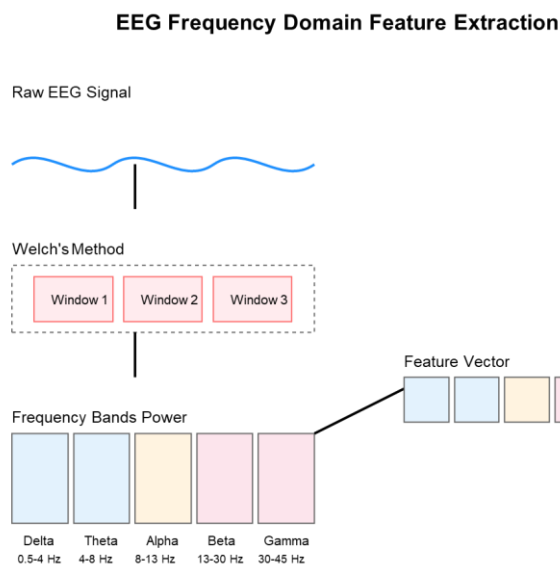 EEG Frequency Domain Feature Extraction
Raw EEG Signal
Welch's Method
Window 1 Window 2 Window 3
Feature Vector
Frequency Bands Power
Delta Theta Alpha Beta Gamma
0.5-4 Hz 4-8 Hz 8-13 Hz 13-30 Hz 30-45 Hz